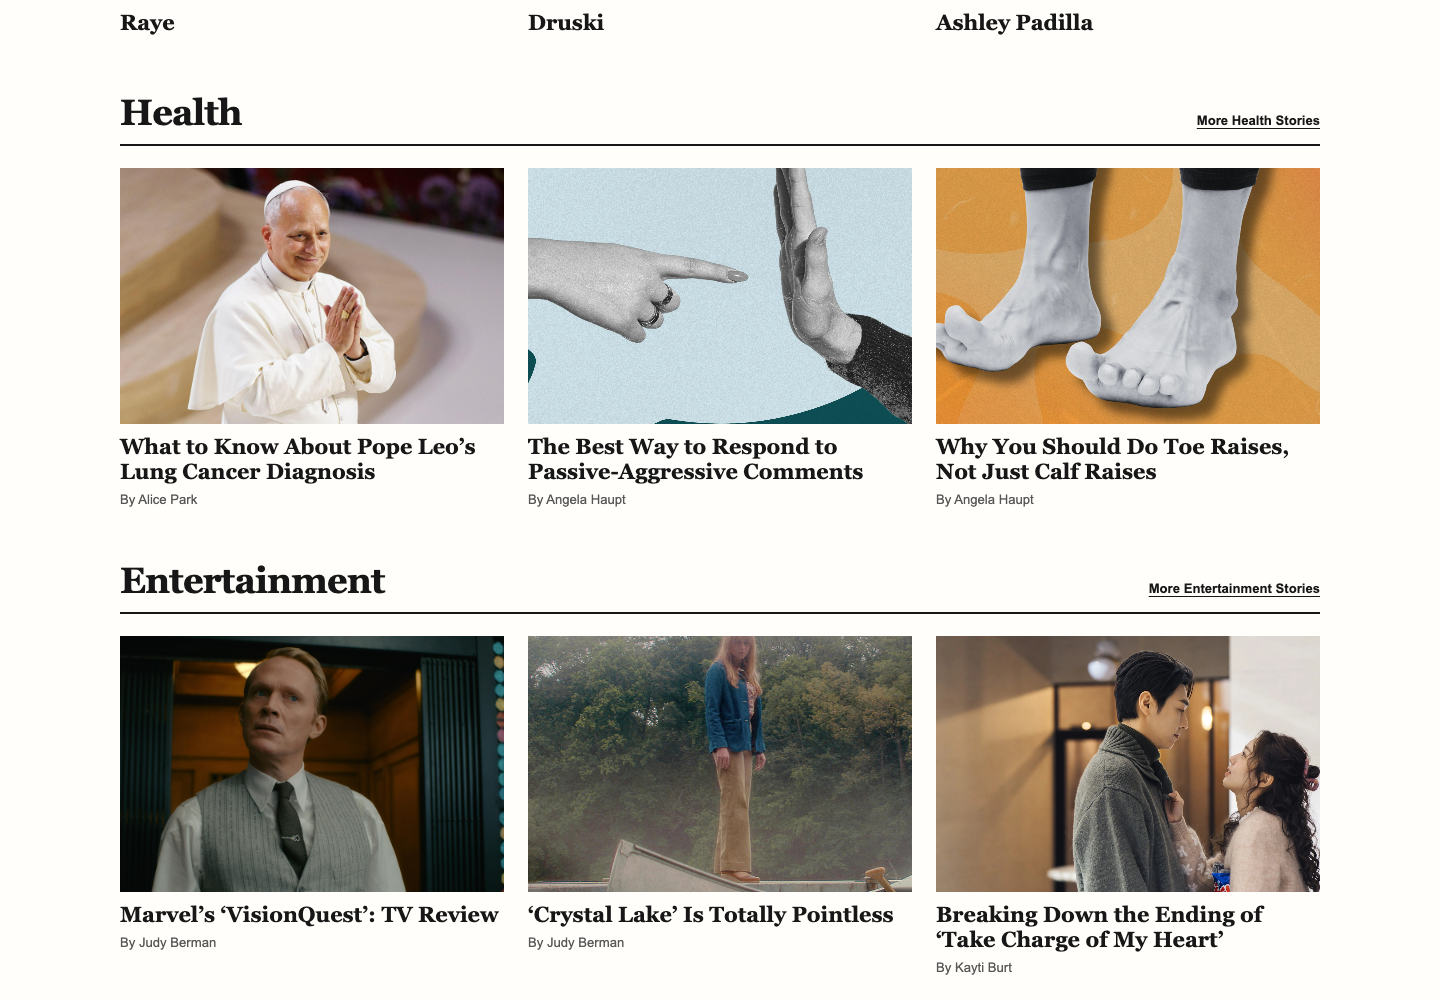 Raye
Druski
Ashley Padilla
Health
More Health Stories
What to Know About Pope Leo’s
Lung Cancer Diagnosis
By Alice Park
The Best Way to Respond to
Passive-Aggressive Comments
By Angela Haupt
Why You Should Do Toe Raises,
Not Just Calf Raises
By Angela Haupt
Entertainment
More Entertainment Stories
Marvel’s ‘VisionQuest’: TV Review
By Judy Berman
‘Crystal Lake’ Is Totally Pointless
By Judy Berman
Breaking Down the Ending of
‘Take Charge of My Heart’
By Kayti Burt